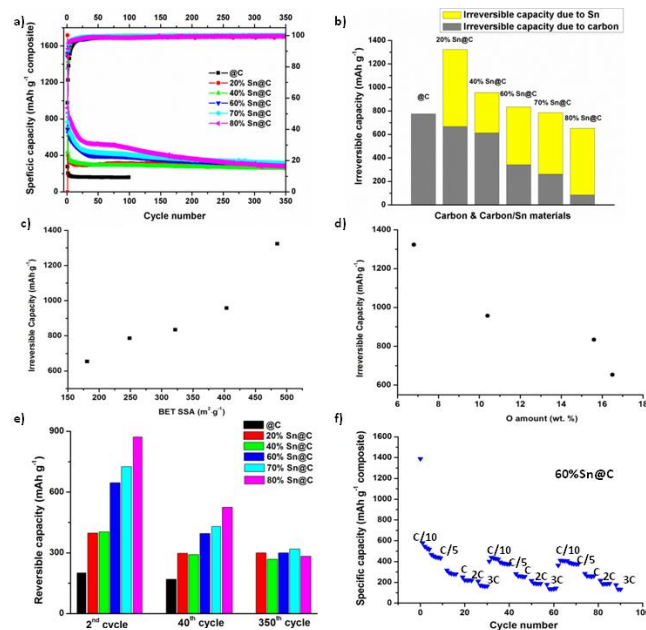 a)
Speficic capacity (mAh g⁻¹ composite)
1400
1200
1000
800
600
400
200
0
100
80
60
40
20
0
@C
20% Sn@C
40% Sn@C
60% Sn@C
70% Sn@C
80% Sn@C
0 50 100 150 200 250 300 350
Cycle number
b)
Irreversible capacity due to Sn
Irreversible capacity due to carbon
Irreversible capacity (mAh g⁻¹)
1400
1200
1000
800
600
400
200
0
@C
20% Sn@C
40% Sn@C
60% Sn@C
70% Sn@C
80% Sn@C
Carbon & Carbon/Sn materials
c)
Irreversible Capacity (mAh g⁻¹)
1400
1200
1000
800
600
150 200 250 300 350 400 450 500
BET SSA (m²·g⁻¹)
d)
Irreversible Capacity (mAh g⁻¹)
1400
1200
1000
800
600
6 8 10 12 14 16 18
O amount (wt. %)
e)
Reversible capacity (mAh g⁻¹)
900
600
300
0
@C
20% Sn@C
40% Sn@C
60% Sn@C
70% Sn@C
80% Sn@C
2nd cycle 40th cycle 350th cycle
f)
Specific capacity (mAh g⁻¹ composite)
1600
1400
1200
1000
800
600
400
200
0
60%Sn@C
C/10 C/5 C 2C 3C
C/10 C/5 C 2C 3C
C/10 C/5 C 2C 3C
0 20 40 60 80 100
Cycle number